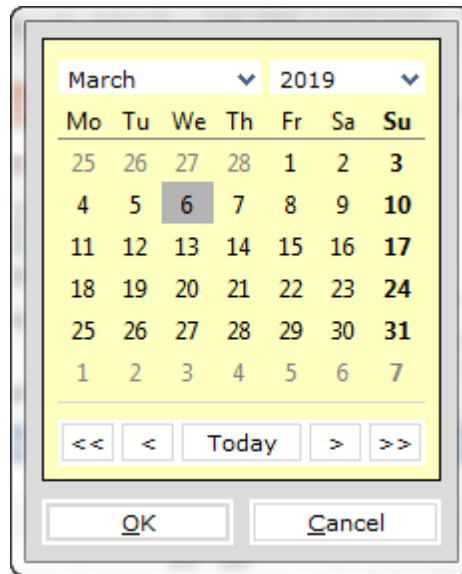 March 2019
Mo Tu We Th Fr Sa Su
25 26 27 28 1 2 3
4 5 6 7 8 9 10
11 12 13 14 15 16 17
18 19 20 21 22 23 24
25 26 27 28 29 30 31
1 2 3 4 5 6 7
<< < Today > >>
OK Cancel